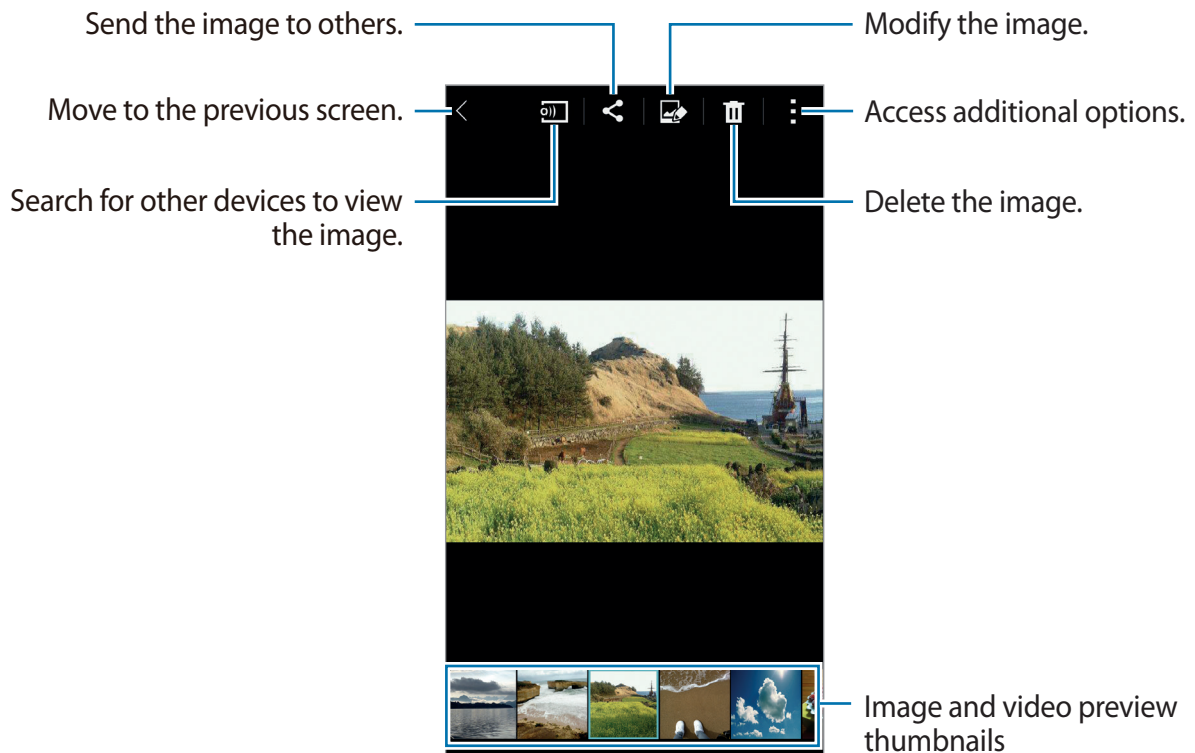 Send the image to others.
Modify the image.
Move to the previous screen.
Access additional options.
Search for other devices to view
the image.
Delete the image.
Image and video preview
thumbnails